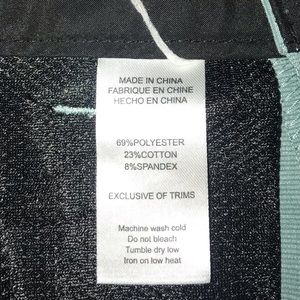 MADE IN CHINA
FABRIQUE EN CHINE
HECHO EN CHINA
69%POLYESTER
23%COTTON
8%SPANDEX
EXCLUSIVE OF TRIMS
Machine wash cold
Do not bleach
Tumble dry low
Iron on low heat